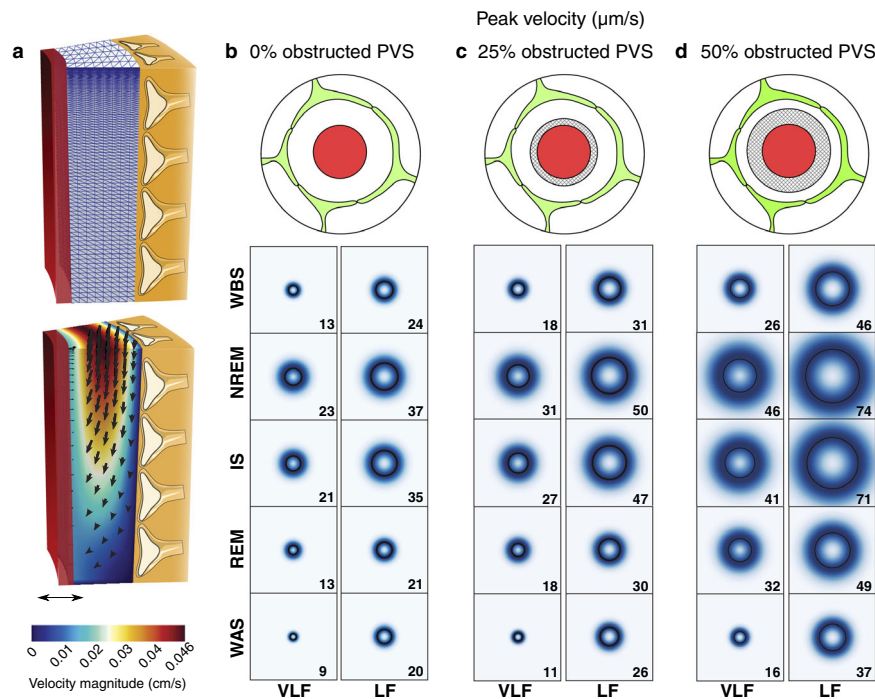 Peak velocity (µm/s)
a
b 0% obstructed PVS
c 25% obstructed PVS
d 50% obstructed PVS
WBS
13
24
18
31
26
46
NREM
23
37
31
50
46
74
IS
21
35
27
47
41
71
REM
13
21
18
30
32
49
WAS
9
20
11
26
16
37
VLF
LF
VLF
LF
VLF
LF
0
0.01
0.02
0.03
0.04
0.046
Velocity magnitude (cm/s)